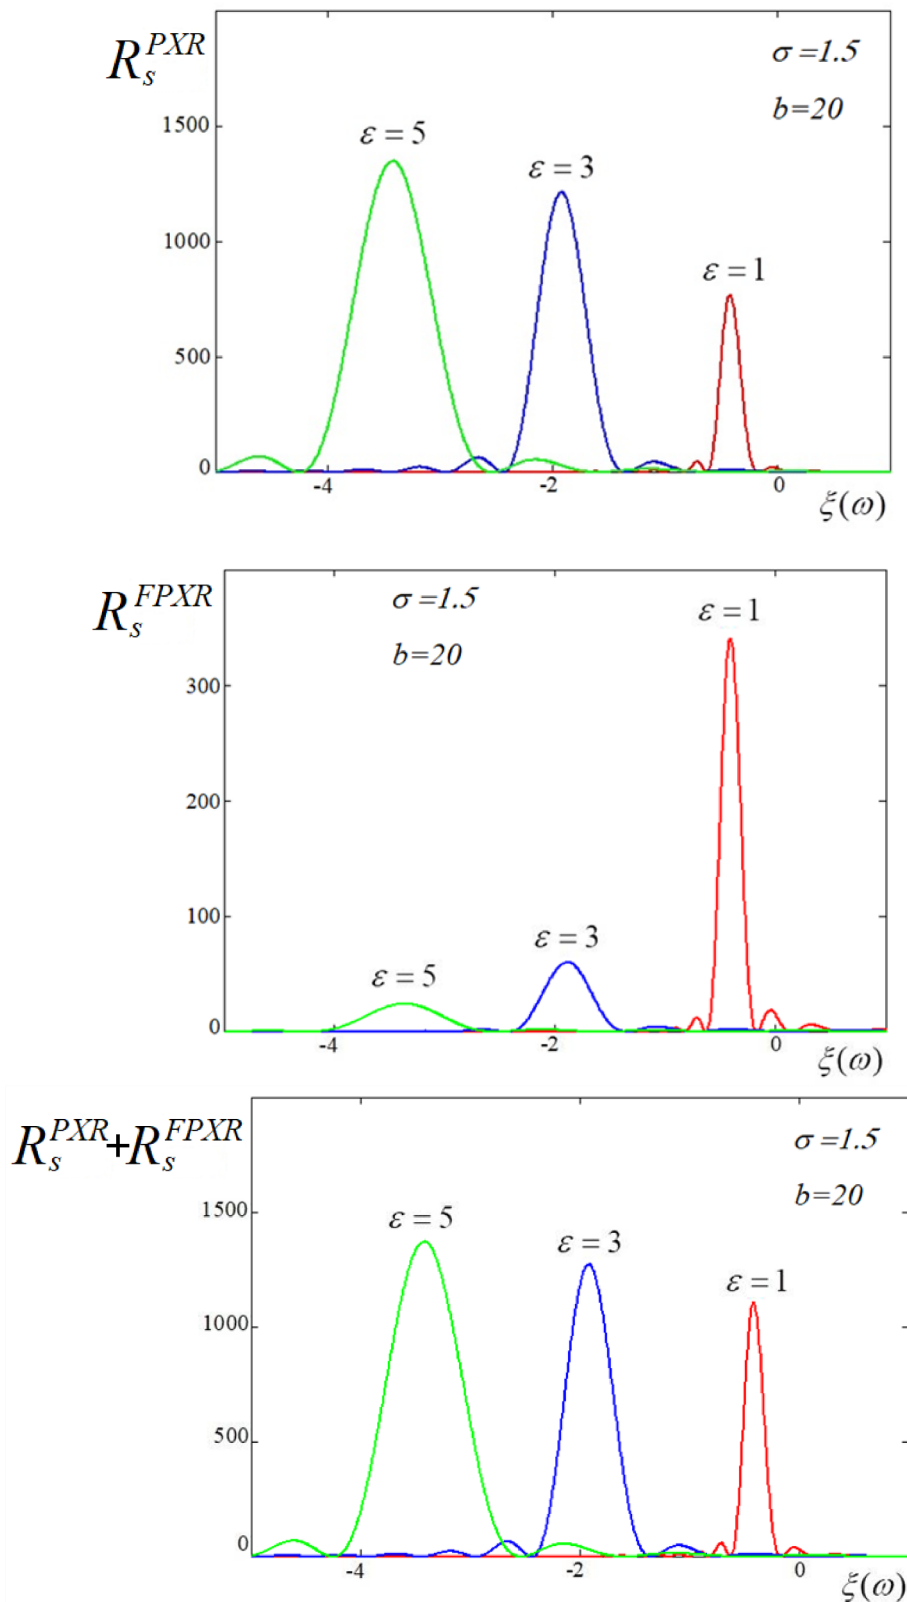 R_s^{PXR}
σ =1.5
b=20
1500
ε = 5
ε = 3
1000
ε = 1
500
0
-4
-2
0
ξ(ω)
R_s^{FPXR}
σ =1.5
b=20
ε = 1
300
200
100
ε = 3
ε = 5
0
-4
-2
0
ξ(ω)
R_s^{PXR}+R_s^{FPXR}
σ =1.5
b=20
1500
ε = 5
ε = 3
ε = 1
1000
500
0
-4
-2
0
ξ(ω)